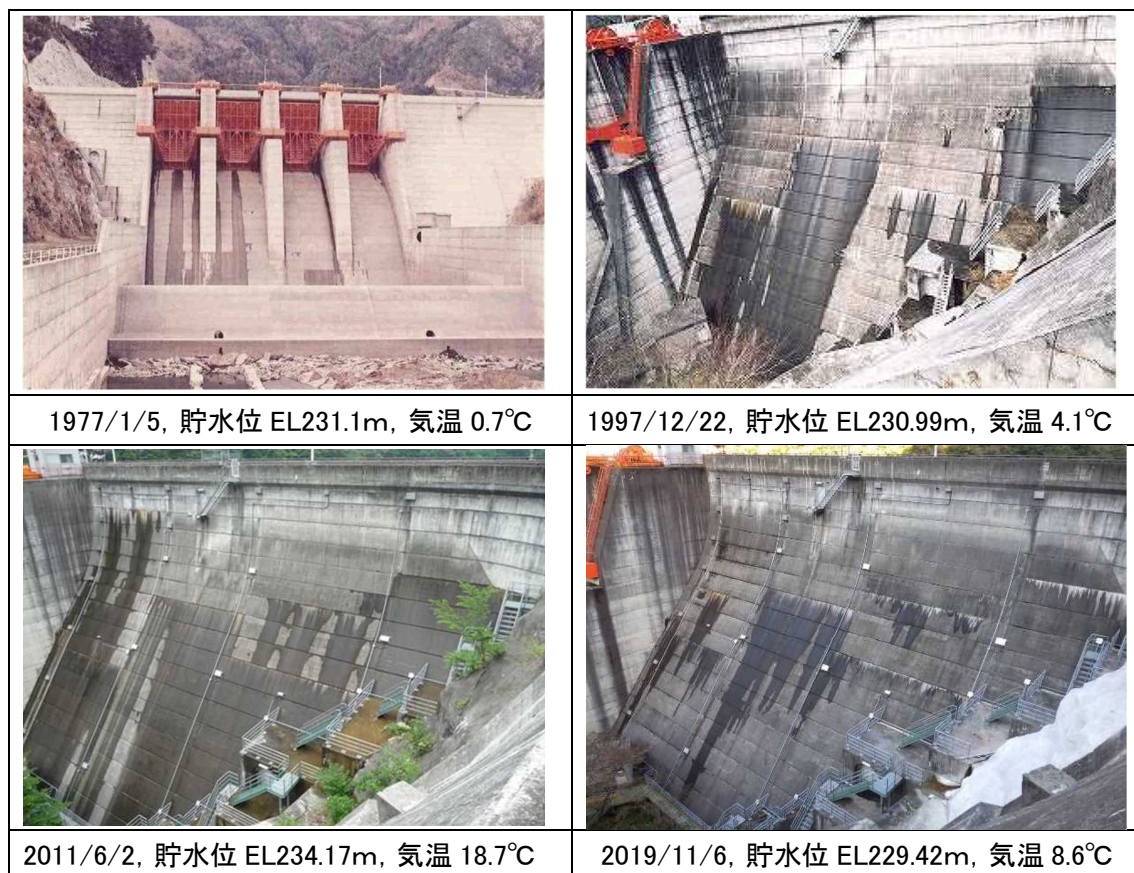 1977/1/5, 貯水位 EL231.1m, 気温 0.7℃
1997/12/22, 貯水位 EL230.99m, 気温 4.1℃
2011/6/2, 貯水位 EL234.17m, 気温 18.7℃
2019/11/6, 貯水位 EL229.42m, 気温 8.6℃